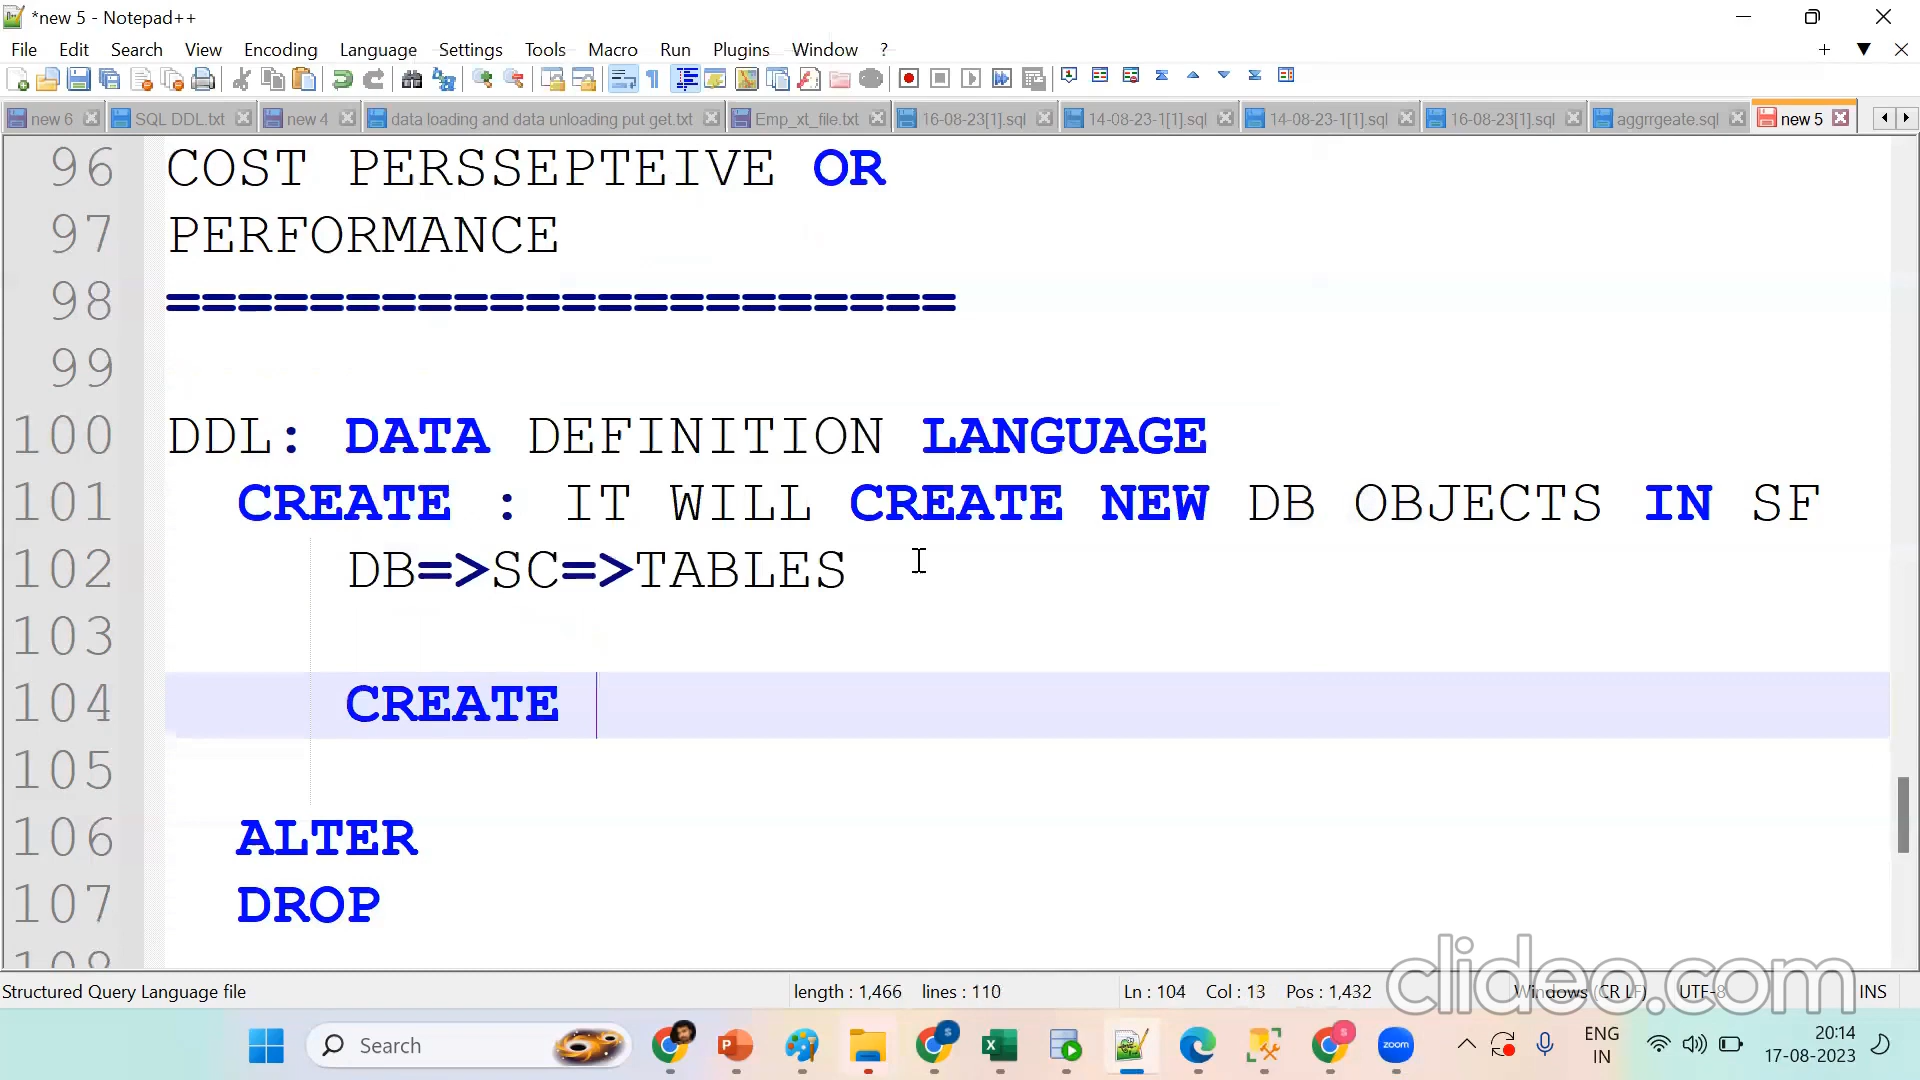 *new 5 - Notepad++
File Edit Search View Encoding Language Settings Tools Macro Run Plugins Window ?
new 6 SQL DDL.txt new 4 data loading and data unloading put get.txt Emp_xt_file.txt 16-08-23[1].sql 14-08-23-1[1].sql 14-08-23-1[1].sql 16-08-23[1].sql aggrrgeate.sql new 5
96 COST PERSSEPTEIVE OR
97 PERFORMANCE
98 ======================
99
100 DDL: DATA DEFINITION LANGUAGE
101 CREATE : IT WILL CREATE NEW DB OBJECTS IN SF
102 DB=>SC=>TABLES
103
104 CREATE
105
106 ALTER
107 DROP
108
clideo.com
Structured Query Language file length : 1,466 lines : 110 Ln : 104 Col : 13 Pos : 1,432 Windows (CR LF) UTF-8 INS
Search zoom ENG IN 20:14 17-08-2023